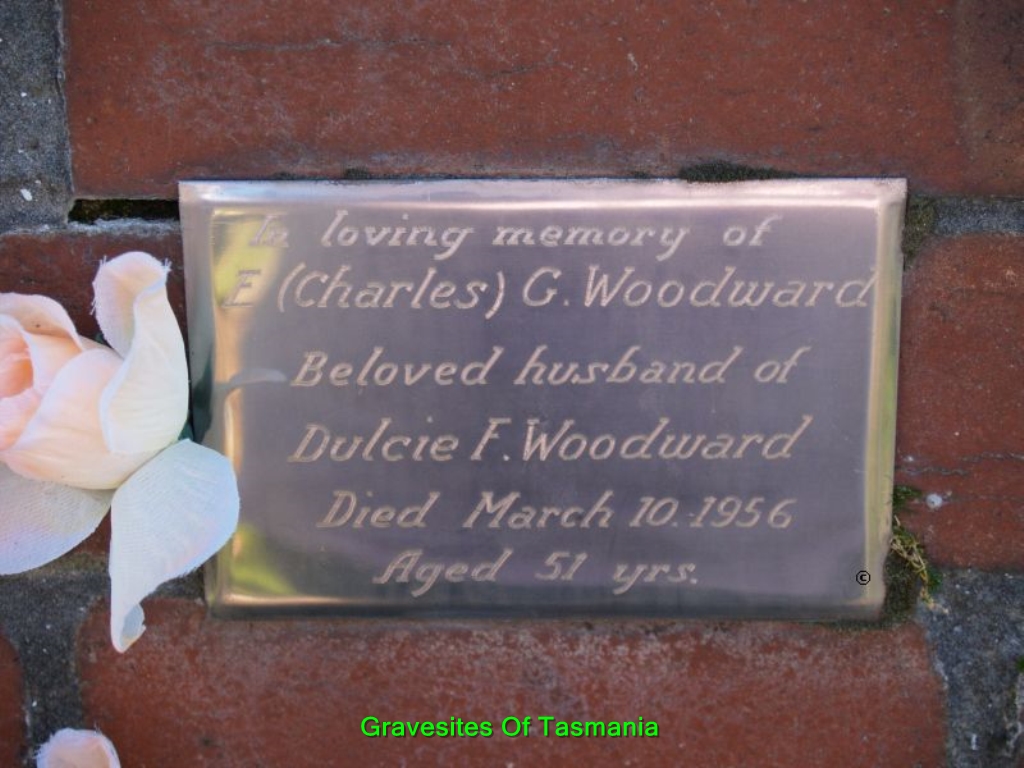 In loving memory of
E (Charles) G. Woodward
Beloved husband of
Dulcie F. Woodward
Died March 10. 1956
Aged 51 yrs.
©
Gravesites Of Tasmania